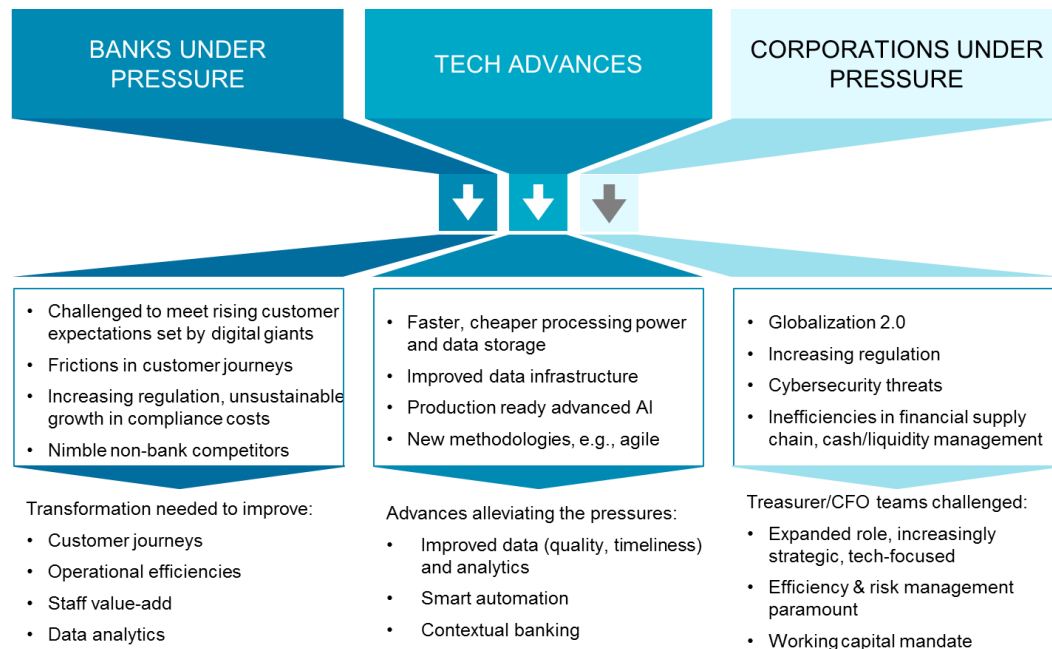 BANKS UNDER
PRESSURE
TECH ADVANCES
CORPORATIONS UNDER
PRESSURE
• Challenged to meet rising customer
expectations set by digital giants
• Frictions in customer journeys
• Increasing regulation, unsustainable
growth in compliance costs
• Nimble non-bank competitors
• Faster, cheaper processing power
and data storage
• Improved data infrastructure
• Production ready advanced AI
• New methodologies, e.g., agile
• Globalization 2.0
• Increasing regulation
• Cybersecurity threats
• Inefficiencies in financial supply
chain, cash/liquidity management
Transformation needed to improve:
• Customer journeys
• Operational efficiencies
• Staff value-add
• Data analytics
Advances alleviating the pressures:
• Improved data (quality, timeliness)
and analytics
• Smart automation
• Contextual banking
Treasurer/CFO teams challenged:
• Expanded role, increasingly
strategic, tech-focused
• Efficiency & risk management
paramount
• Working capital mandate